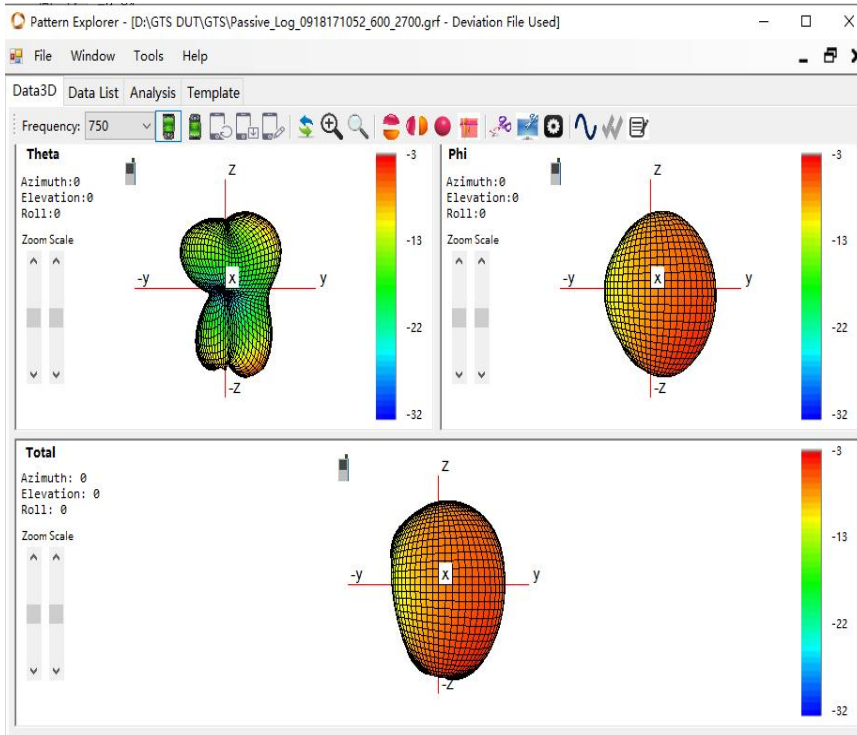 Pattern Explorer - [D:\GTS DUT\GTS\Passive_Log_0918171052_600_2700.grf - Deviation File Used]
File Window Tools Help
Data3D Data List Analysis Template
Frequency: 750
Theta
Azimuth:0
Elevation:0
Roll:0
Zoom Scale
Z
-y
X
y
-Z
-3
-13
-22
-32
Phi
Azimuth:0
Elevation:0
Roll:0
Zoom Scale
Z
-y
X
y
-Z
-3
-13
-22
-32
Total
Azimuth: 0
Elevation: 0
Roll: 0
Zoom Scale
Z
-y
X
y
-Z
-3
-13
-22
-32